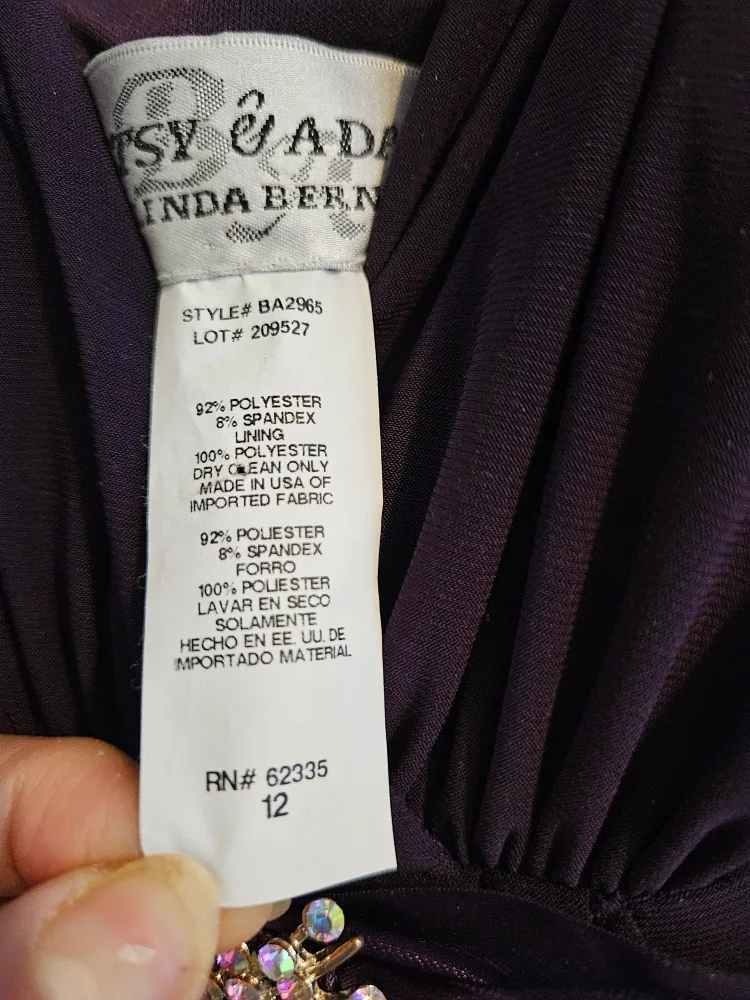 TSY & ADA
LINDA BERN
STYLE# BA2965
LOT# 209527
92% POLYESTER
8% SPANDEX
LINING
100% POLYESTER
DRY CLEAN ONLY
MADE IN USA OF
IMPORTED FABRIC
92% POLIESTER
8% SPANDEX
FORRO
100% POLIESTER
LAVAR EN SECO
SOLAMENTE
HECHO EN EE. UU. DE
IMPORTADO MATERIAL
RN# 62335
12